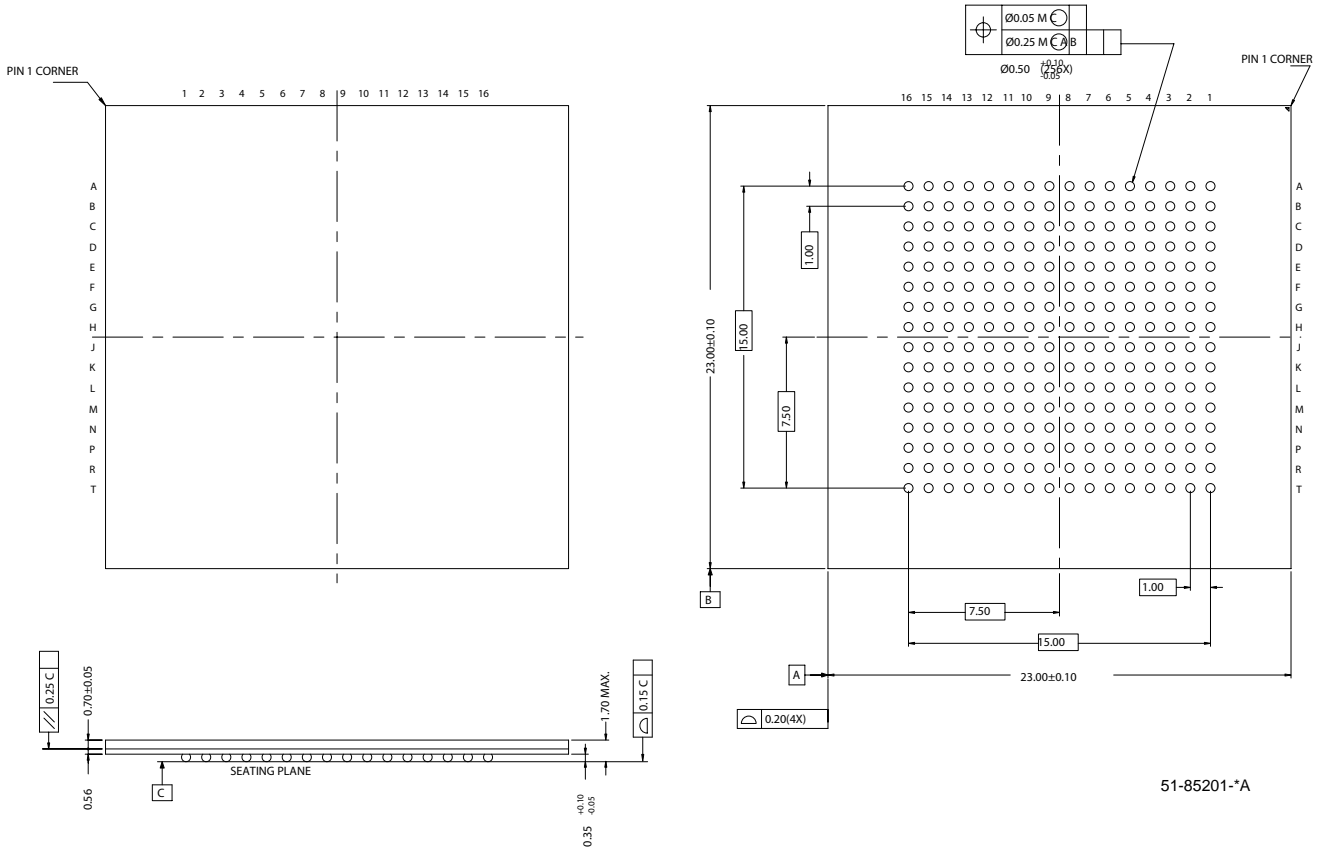 PIN 1 CORNER
1 2 3 4 5 6 7 8 9 10 11 12 13 14 15 16
A
B
C
D
E
F
G
H
J
K
L
M
N
P
R
T
Ø0.05 M C
Ø0.25 M C A B
Ø0.50 +0.10 -0.05 (256X)
PIN 1 CORNER
16 15 14 13 12 11 10 9 8 7 6 5 4 3 2 1
A
B
C
D
E
F
G
H
J
K
L
M
N
P
R
T
1.00
15.00
23.00±0.10
7.50
B
1.00
7.50
15.00
A
23.00±0.10
0.20(4X)
0.25 C
0.70±0.05
0.56
C
SEATING PLANE
1.70 MAX.
0.15 C
0.35 +0.10 -0.05
51-85201-*A